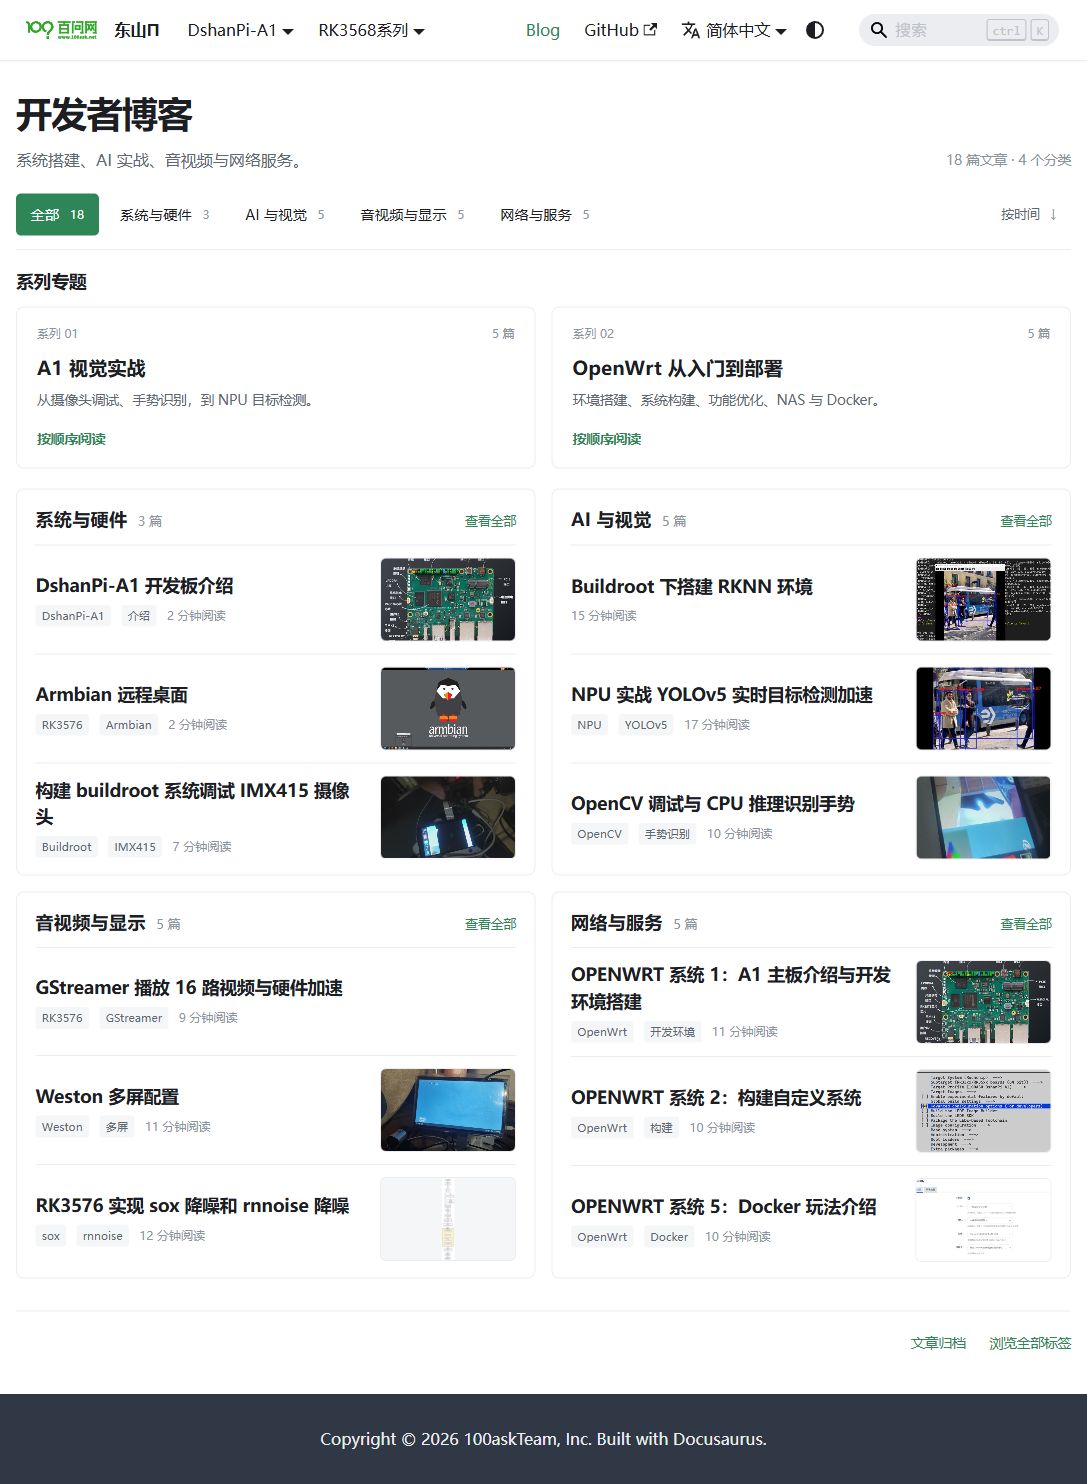 100 百问网
www.100ask.net
东山Π
DshanPi-A1
RK3568系列
Blog
GitHub
简体中文
搜索
ctrl K
开发者博客
系统搭建、AI 实战、音视频与网络服务。
18 篇文章 · 4 个分类
全部 18
系统与硬件 3
AI 与视觉 5
音视频与显示 5
网络与服务 5
按时间 ↓
系列专题
系列 01
5 篇
A1 视觉实战
从摄像头调试、手势识别，到 NPU 目标检测。
按顺序阅读
系列 02
5 篇
OpenWrt 从入门到部署
环境搭建、系统构建、功能优化、NAS 与 Docker。
按顺序阅读
系统与硬件 3 篇
查看全部
DshanPi-A1 开发板介绍
DshanPi-A1 介绍 2 分钟阅读
Armbian 远程桌面
RK3576 Armbian 2 分钟阅读
armbian
构建 buildroot 系统调试 IMX415 摄像
头
Buildroot IMX415 7 分钟阅读
AI 与视觉 5 篇
查看全部
Buildroot 下搭建 RKNN 环境
15 分钟阅读
NPU 实战 YOLOv5 实时目标检测加速
NPU YOLOv5 17 分钟阅读
OpenCV 调试与 CPU 推理识别手势
OpenCV 手势识别 10 分钟阅读
音视频与显示 5 篇
查看全部
GStreamer 播放 16 路视频与硬件加速
RK3576 GStreamer 9 分钟阅读
Weston 多屏配置
Weston 多屏 11 分钟阅读
RK3576 实现 sox 降噪和 rnnoise 降噪
sox rnnoise 12 分钟阅读
网络与服务 5 篇
查看全部
OPENWRT 系统 1：A1 主板介绍与开发
环境搭建
OpenWrt 开发环境 11 分钟阅读
OPENWRT 系统 2：构建自定义系统
OpenWrt 构建 10 分钟阅读
OPENWRT 系统 5：Docker 玩法介绍
OpenWrt Docker 10 分钟阅读
文章归档
浏览全部标签
Copyright © 2026 100askTeam, Inc. Built with Docusaurus.